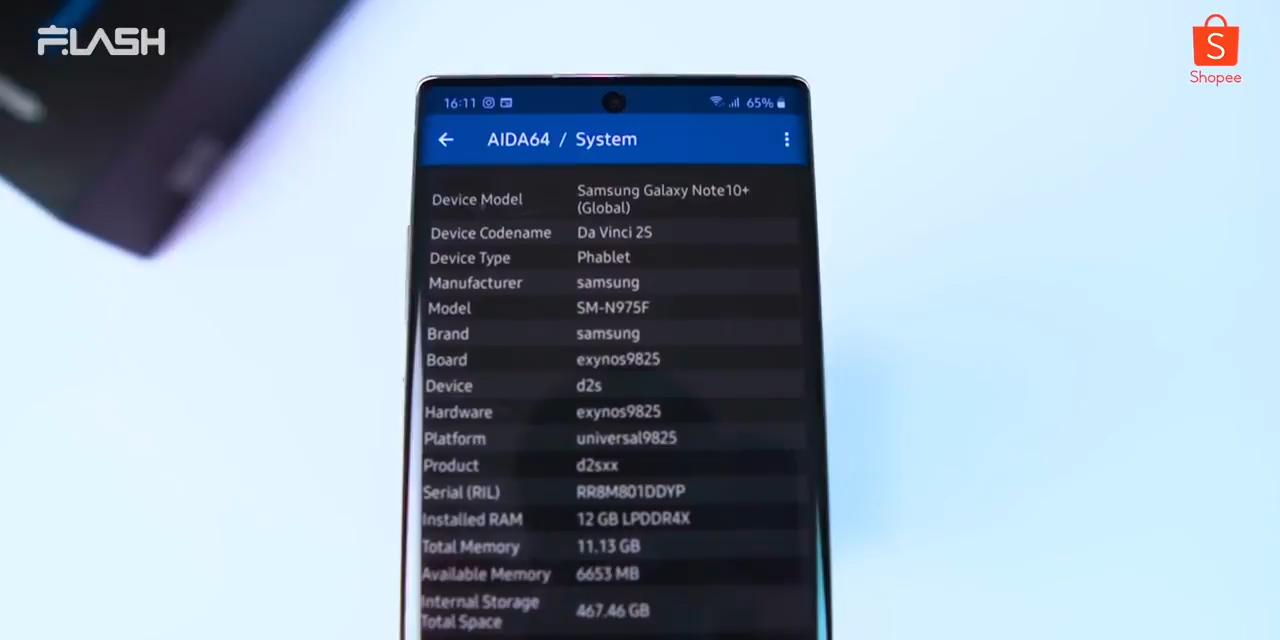 FLASH
S
Shopee
16:11 65%
AIDA64 / System
Device Model Samsung Galaxy Note10+
(Global)
Device Codename Da Vinci 2S
Device Type Phablet
Manufacturer samsung
Model SM-N975F
Brand samsung
Board exynos9825
Device d2s
Hardware exynos9825
Platform universal9825
Product d2sxx
Serial (RIL) RR8M801DDYP
Installed RAM 12 GB LPDDR4X
Total Memory 11.13 GB
Available Memory 6653 MB
Internal Storage
Total Space 467.46 GB